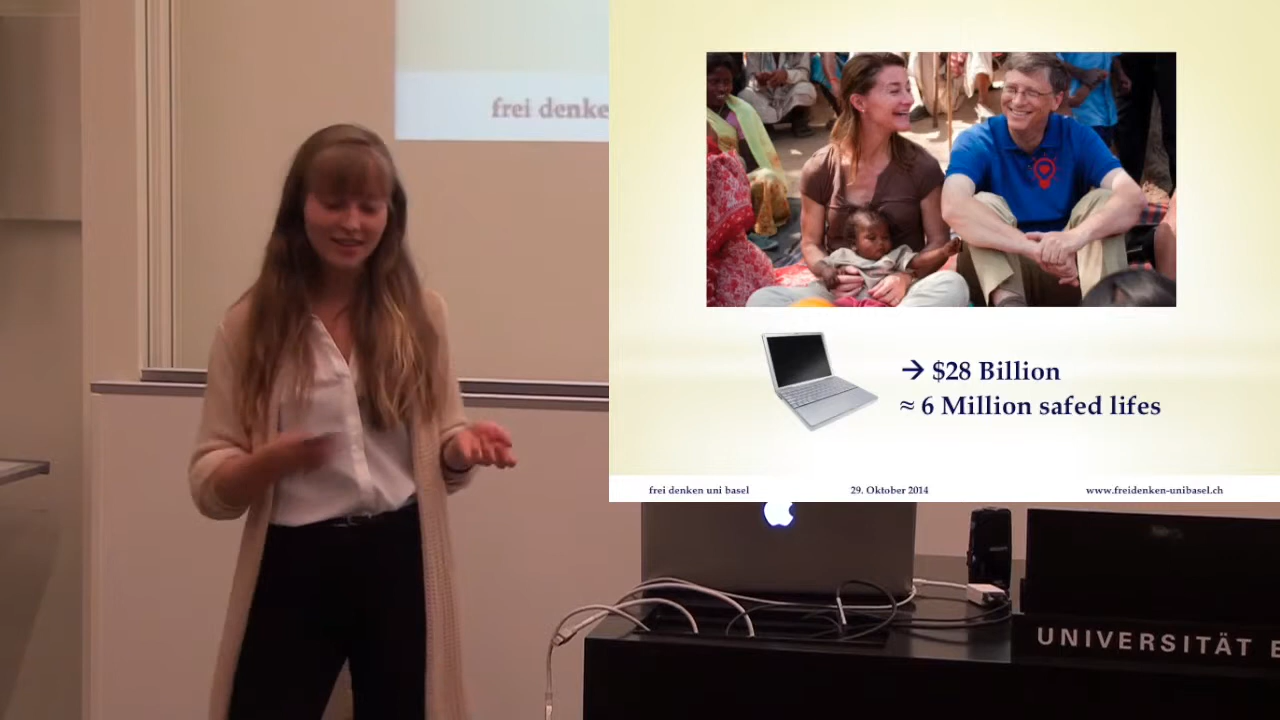 frei denke
→ $28 Billion
≈ 6 Million safed lifes
frei denken uni basel
29. Oktober 2014
www.freidenken-unibasel.ch
UNIVERSITÄT B